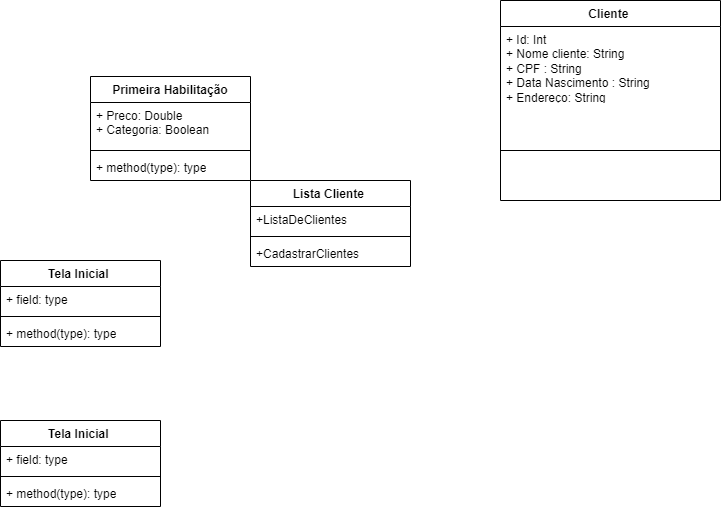 Cliente
+ Id: Int
+ Nome cliente: String
+ CPF : String
+ Data Nascimento : String
+ Endereco: String
Primeira Habilitação
+ Preco: Double
+ Categoria: Boolean
+ method(type): type
Lista Cliente
+ListaDeClientes
+CadastrarClientes
Tela Inicial
+ field: type
+ method(type): type
Tela Inicial
+ field: type
+ method(type): type